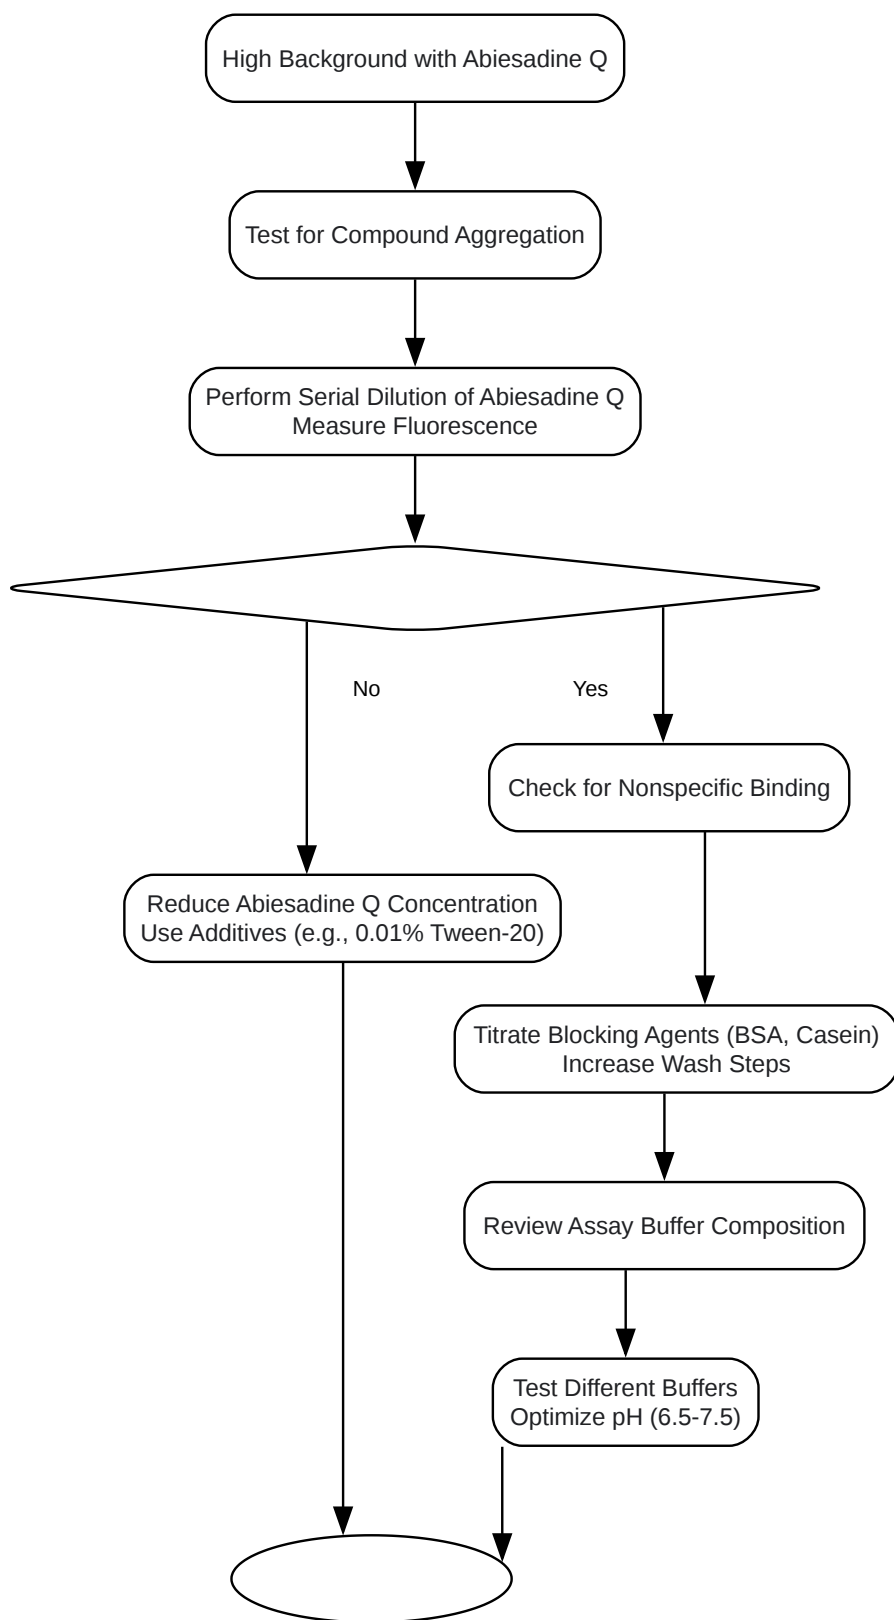 High Background with Abiesadine Q
Test for Compound Aggregation
Perform Serial Dilution of Abiesadine Q
Measure Fluorescence
No
Yes
Check for Nonspecific Binding
Reduce Abiesadine Q Concentration
Use Additives (e.g., 0.01% Tween-20)
Titrate Blocking Agents (BSA, Casein)
Increase Wash Steps
Review Assay Buffer Composition
Test Different Buffers
Optimize pH (6.5-7.5)